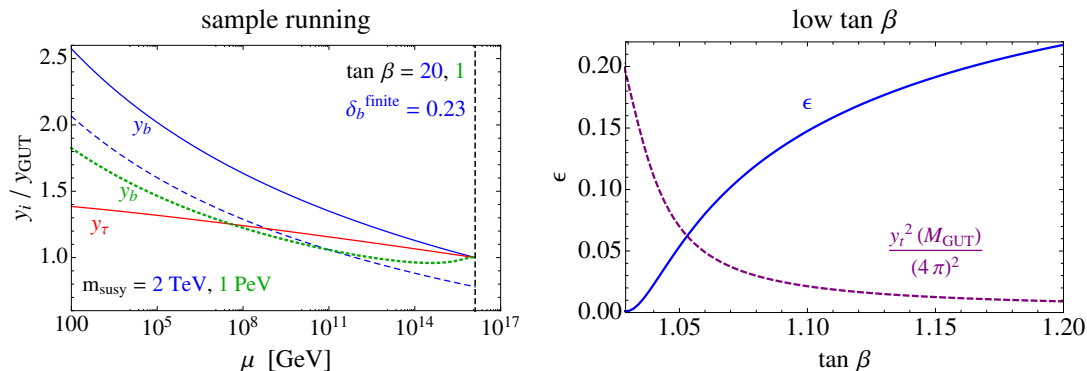 sample running
y_i / y_GUT
2.5
2.0
1.5
1.0
tan β = 20, 1
δ_b^finite = 0.23
y_b
y_b
y_τ
m_susy = 2 TeV, 1 PeV
100 10^5 10^8 10^11 10^14 10^17
μ [GeV]
low tan β
ϵ
0.20
0.15
0.10
0.05
0.00
ϵ
y_t^2 (M_GUT)
(4 π)^2
1.05 1.10 1.15 1.20
tan β